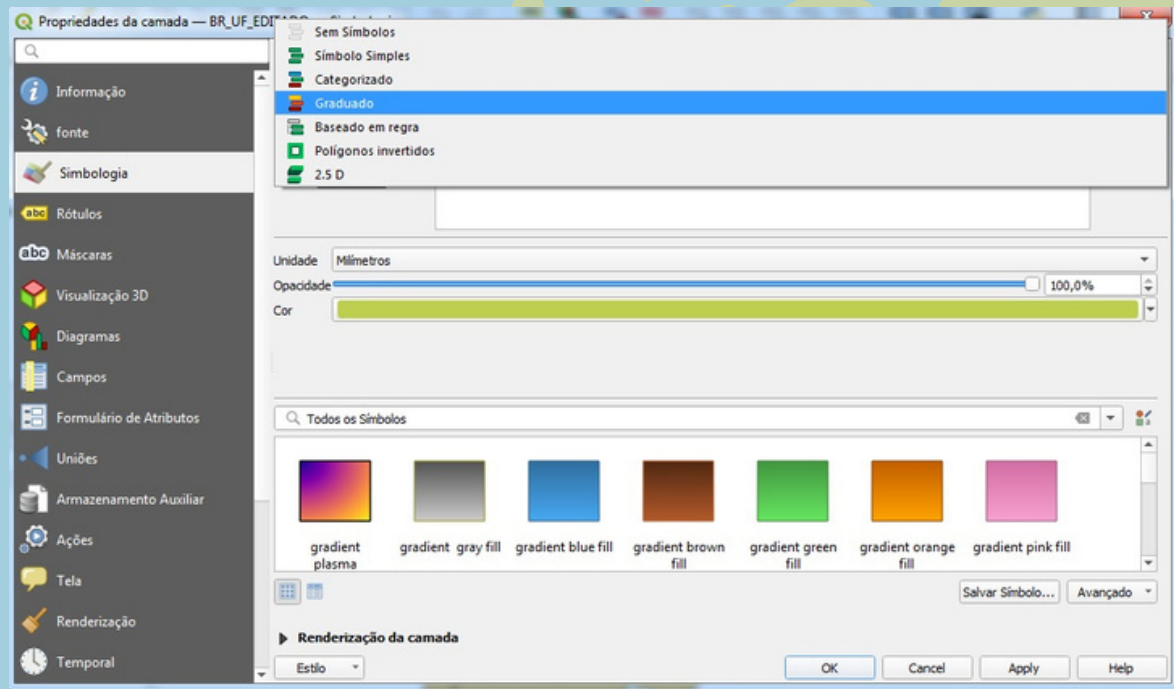 Propriedades da camada — BR_UF_EDITADO
Sem Símbolos
Símbolo Simples
Categorizado
Graduado
Baseado em regra
Polígonos invertidos
2.5 D
Informação
fonte
Simbologia
abc Rótulos
abc Máscaras
Visualização 3D
Diagramas
Campos
Formulário de Atributos
Uniões
Armazenamento Auxiliar
Ações
Tela
Renderização
Temporal
Unidade Milímetros
Opacidade 100,0%
Cor
Todos os Símbolos
gradient plasma
gradient gray fill
gradient blue fill
gradient brown fill
gradient green fill
gradient orange fill
gradient pink fill
Salvar Símbolo... Avançado
Renderização da camada
Estilo OK Cancel Apply Help